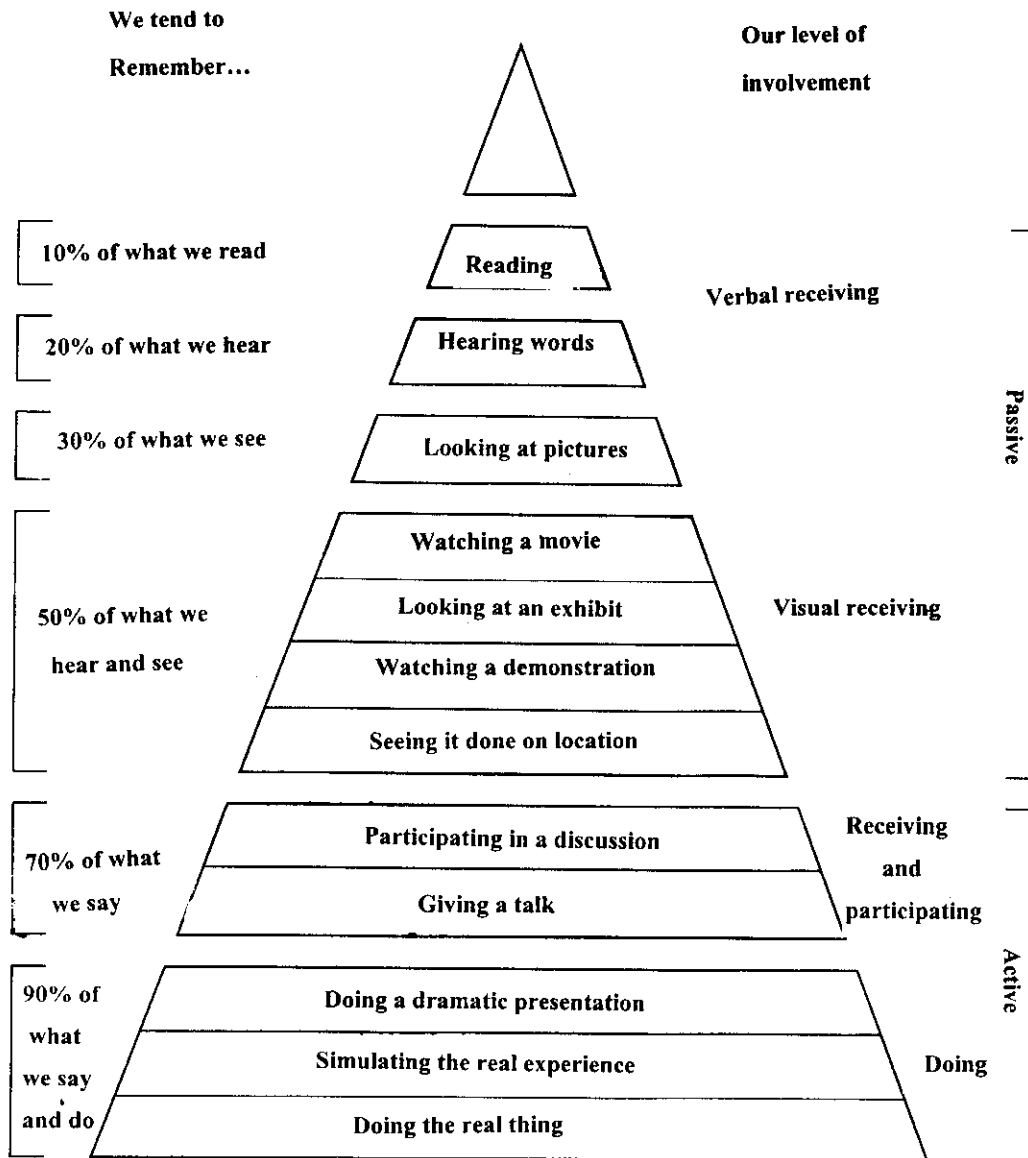 We tend to
Remember...
Our level of
involvement
10% of what we read
Reading
Verbal receiving
20% of what we hear
Hearing words
30% of what we see
Looking at pictures
Passive
50% of what we
hear and see
Watching a movie
Looking at an exhibit
Watching a demonstration
Seeing it done on location
Visual receiving
70% of what
we say
Participating in a discussion
Giving a talk
Receiving
and
participating
90% of
what
we say
and do
Doing a dramatic presentation
Simulating the real experience
Doing the real thing
Doing
Active